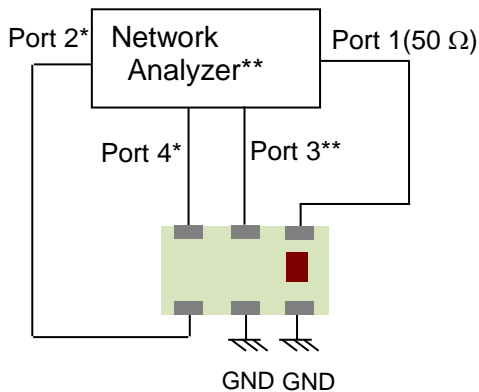 Port 2*
Network
Analyzer**
Port 1(50 Ω)
Port 4*
Port 3**
GND GND